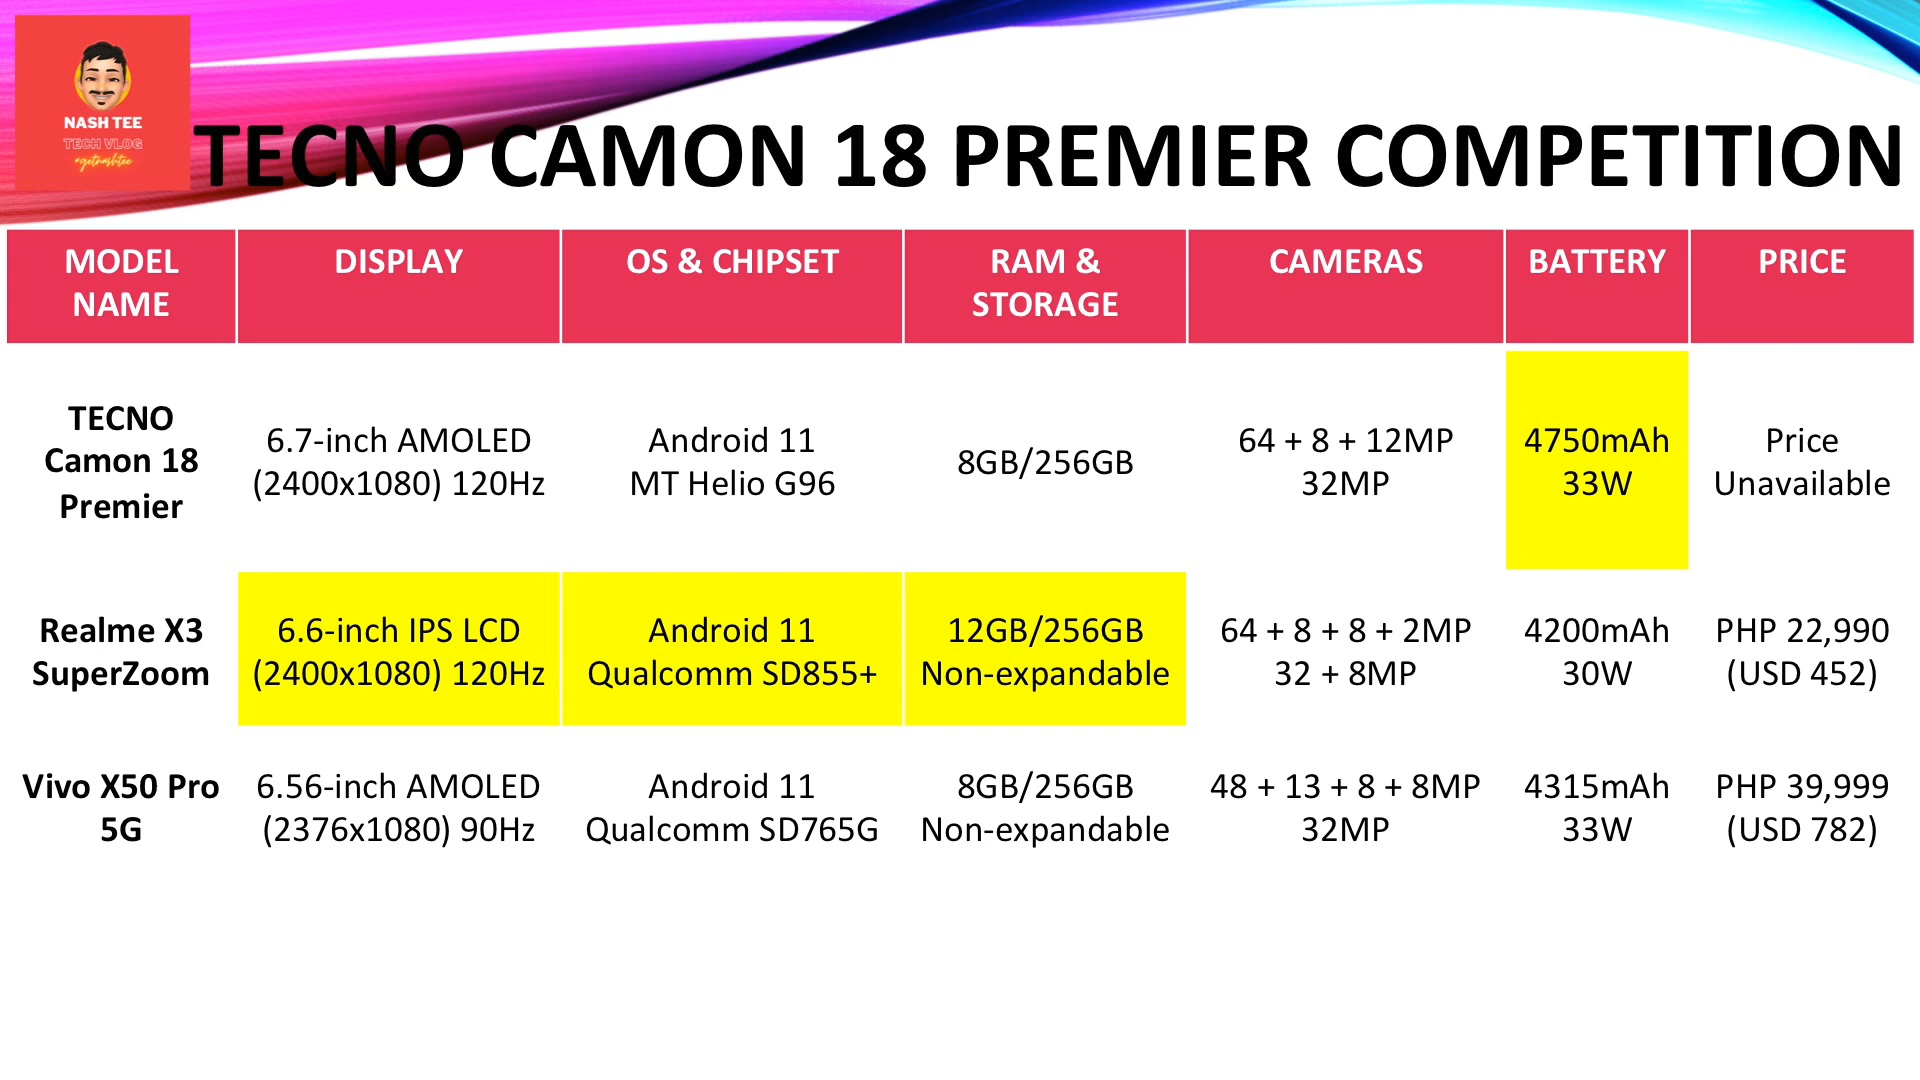 NASH TEE
TECH VLOG
#getnashtee
TECNO CAMON 18 PREMIER COMPETITION
MODEL NAME
DISPLAY
OS & CHIPSET
RAM & STORAGE
CAMERAS
BATTERY
PRICE
TECNO
Camon 18
Premier
6.7-inch AMOLED
(2400x1080) 120Hz
Android 11
MT Helio G96
8GB/256GB
64 + 8 + 12MP
32MP
4750mAh
33W
Price
Unavailable
Realme X3
SuperZoom
6.6-inch IPS LCD
(2400x1080) 120Hz
Android 11
Qualcomm SD855+
12GB/256GB
Non-expandable
64 + 8 + 8 + 2MP
32 + 8MP
4200mAh
30W
PHP 22,990
(USD 452)
Vivo X50 Pro
5G
6.56-inch AMOLED
(2376x1080) 90Hz
Android 11
Qualcomm SD765G
8GB/256GB
Non-expandable
48 + 13 + 8 + 8MP
32MP
4315mAh
33W
PHP 39,999
(USD 782)